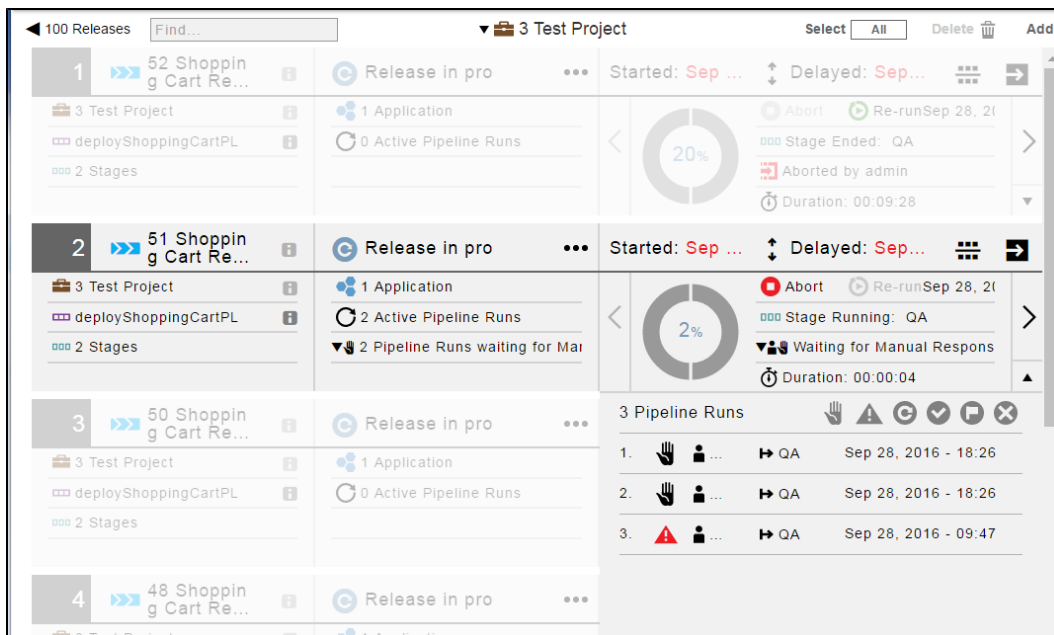 100 Releases Find... 3 Test Project Select All Delete Add
1 52 Shoppin
g Cart Re... Release in pro Started: Sep ... Delayed: Sep...
3 Test Project 1 Application Abort Re-runSep 28, 20
deployShoppingCartPL 0 Active Pipeline Runs 20% Stage Ended: QA
2 Stages Aborted by admin
Duration: 00:09:28
2 51 Shoppin
g Cart Re... Release in pro Started: Sep ... Delayed: Sep...
3 Test Project 1 Application Abort Re-runSep 28, 20
deployShoppingCartPL 2 Active Pipeline Runs 2% Stage Running: QA
2 Stages 2 Pipeline Runs waiting for Mar Waiting for Manual Respons
Duration: 00:00:04
3 50 Shoppin
g Cart Re... Release in pro
3 Pipeline Runs
3 Test Project 1 Application
1. ... QA Sep 28, 2016 - 18:26
deployShoppingCartPL 0 Active Pipeline Runs
2. ... QA Sep 28, 2016 - 18:26
2 Stages
3. ... QA Sep 28, 2016 - 09:47
4 48 Shoppin
g Cart Re... Release in pro